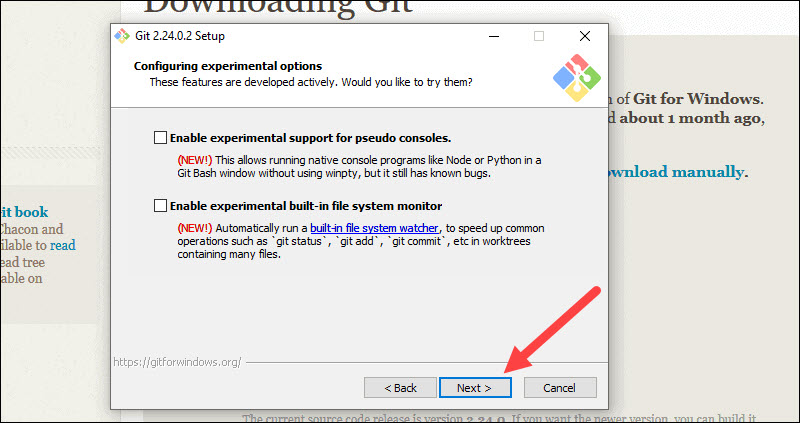 Downloading Git
Git 2.24.0.2 Setup
Configuring experimental options
These features are developed actively. Would you like to try them?
n of Git for Windows.
d about 1 month ago,
Enable experimental support for pseudo consoles.
(NEW!) This allows running native console programs like Node or Python in a
Git Bash window without using winpty, but it still has known bugs.
ownload manually.
Enable experimental built-in file system monitor
(NEW!) Automatically run a built-in file system watcher, to speed up common
operations such as `git status`, `git add`, `git commit`, etc in worktrees
containing many files.
it book
Chacon and
ilable to read
ead tree
able on
https://gitforwindows.org/
< Back
Next >
Cancel
The current source code release is version 2.24.0. If you want the newer version, you can build it